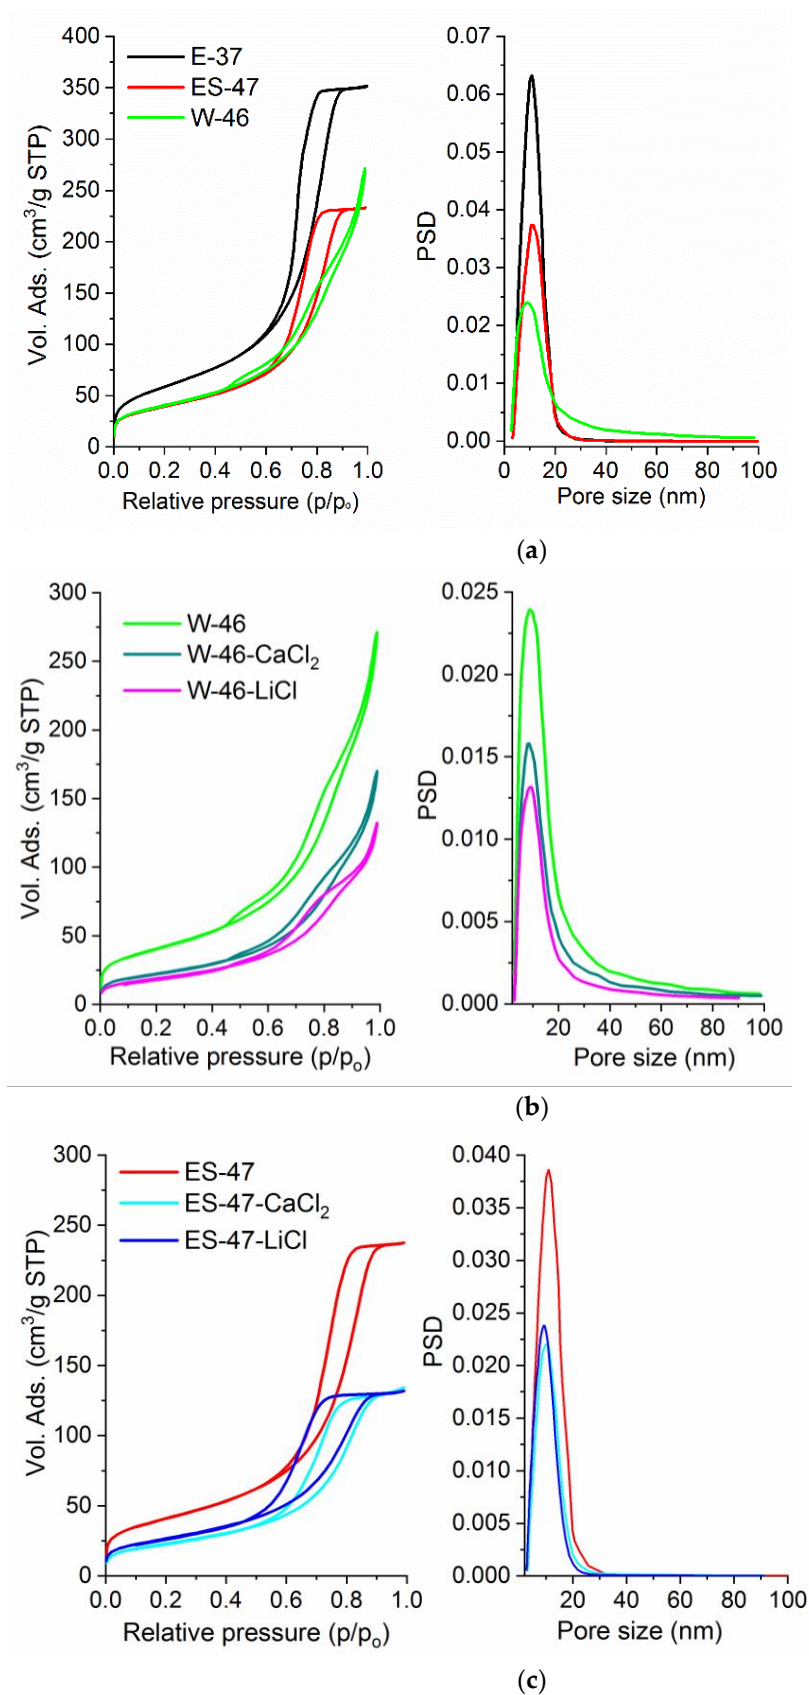 400
350
300
250
200
150
100
50
0
Vol. Ads. (cm³/g STP)
E-37
ES-47
W-46
0.0 0.2 0.4 0.6 0.8 1.0
Relative pressure (p/pₒ)
0.07
0.06
0.05
0.04
0.03
0.02
0.01
0.00
PSD
0 20 40 60 80 100
Pore size (nm)
(a)
300
250
200
150
100
50
0
Vol. Ads. (cm³/g STP)
W-46
W-46-CaCl₂
W-46-LiCl
0.0 0.2 0.4 0.6 0.8 1.0
Relative pressure (p/pₒ)
0.025
0.020
0.015
0.010
0.005
0.000
PSD
20 40 60 80 100
Pore size (nm)
(b)
300
250
200
150
100
50
0
Vol. Ads. (cm³/g STP)
ES-47
ES-47-CaCl₂
ES-47-LiCl
0.0 0.2 0.4 0.6 0.8 1.0
Relative pressure (p/pₒ)
0.040
0.035
0.030
0.025
0.020
0.015
0.010
0.005
0.000
PSD
20 40 60 80 100
Pore size (nm)
(c)